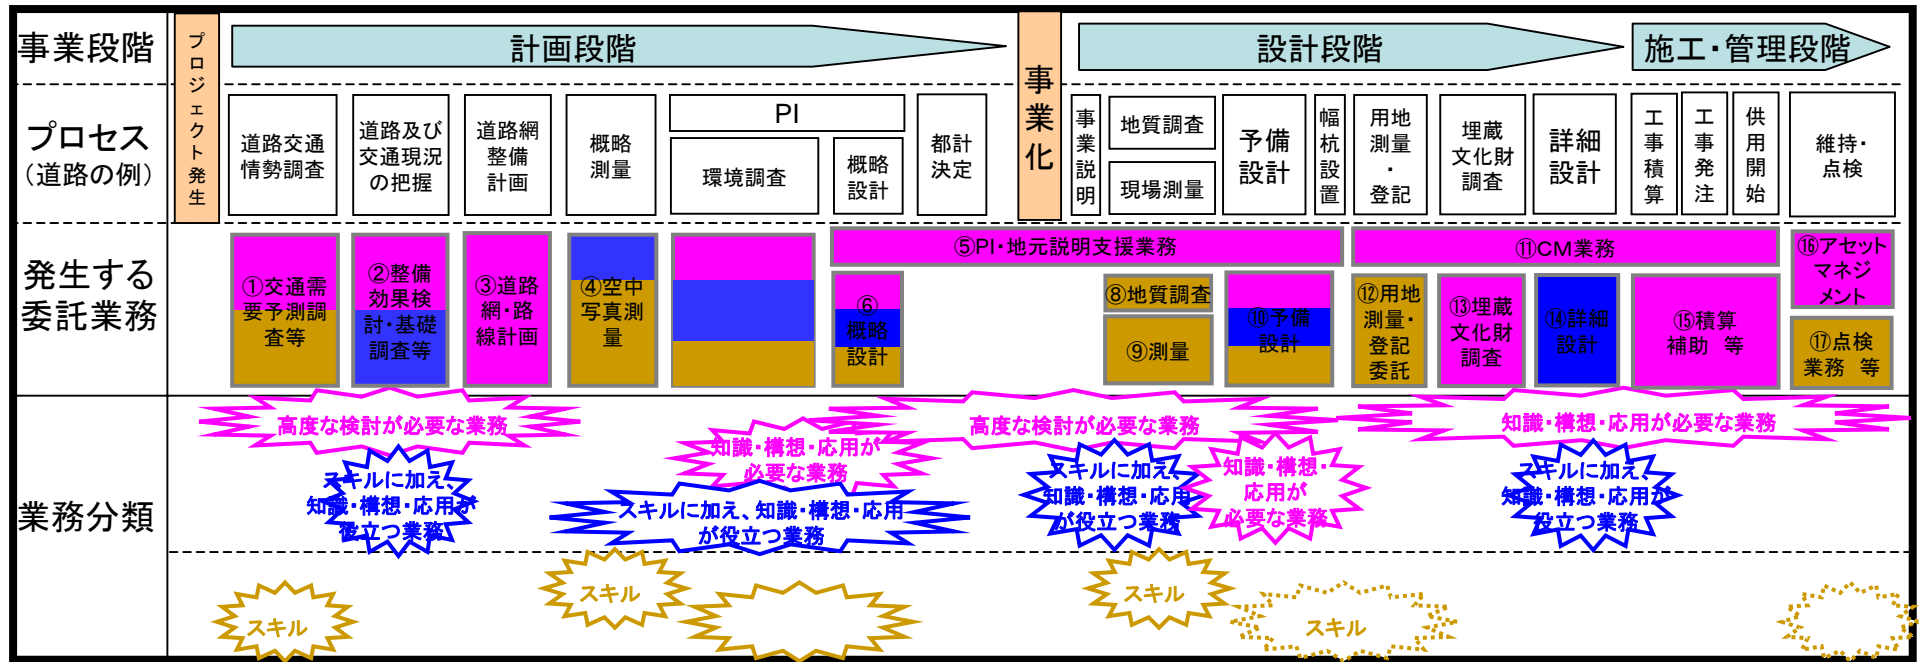 事業段階
プロジェクト発生
計画段階
事業化
設計段階
施工・管理段階
プロセス
（道路の例）
道路交通
情勢調査
道路及び
交通現況
の把握
道路網
整備
計画
概略
測量
PI
環境調査
概略
設計
都計
決定
事業説明
地質調査
現場測量
予備
設計
幅杭設置
用地
測量
・
登記
埋蔵
文化財
調査
詳細
設計
工事積算
工事発注
供用開始
維持・
点検
発生する
委託業務
①交通需
要予測調
査等
②整備
効果検
討・基礎
調査等
③道路
網・路
線計画
④空中
写真測
量
⑤PI・地元説明支援業務
⑥
概略
設計
⑧地質調査
⑨測量
⑩予備
設計
⑪CM業務
⑫用地
測量・
登記
委託
⑬埋蔵
文化財
調査
⑭詳細
設計
⑮積算
補助 等
⑯アセット
マネジ
メント
⑰点検
業務 等
業務分類
高度な検討が必要な業務
スキルに加え、
知識・構想・応用が
役立つ業務
知識・構想・応用が
必要な業務
スキルに加え、知識・構想・応用
が役立つ業務
高度な検討が必要な業務
スキルに加え、
知識・構想・応用
が役立つ業務
知識・構想・
応用が
必要な業務
知識・構想・応用が必要な業務
スキルに加え、
知識・構想・応用が
役立つ業務
スキル
スキル
スキル
スキル